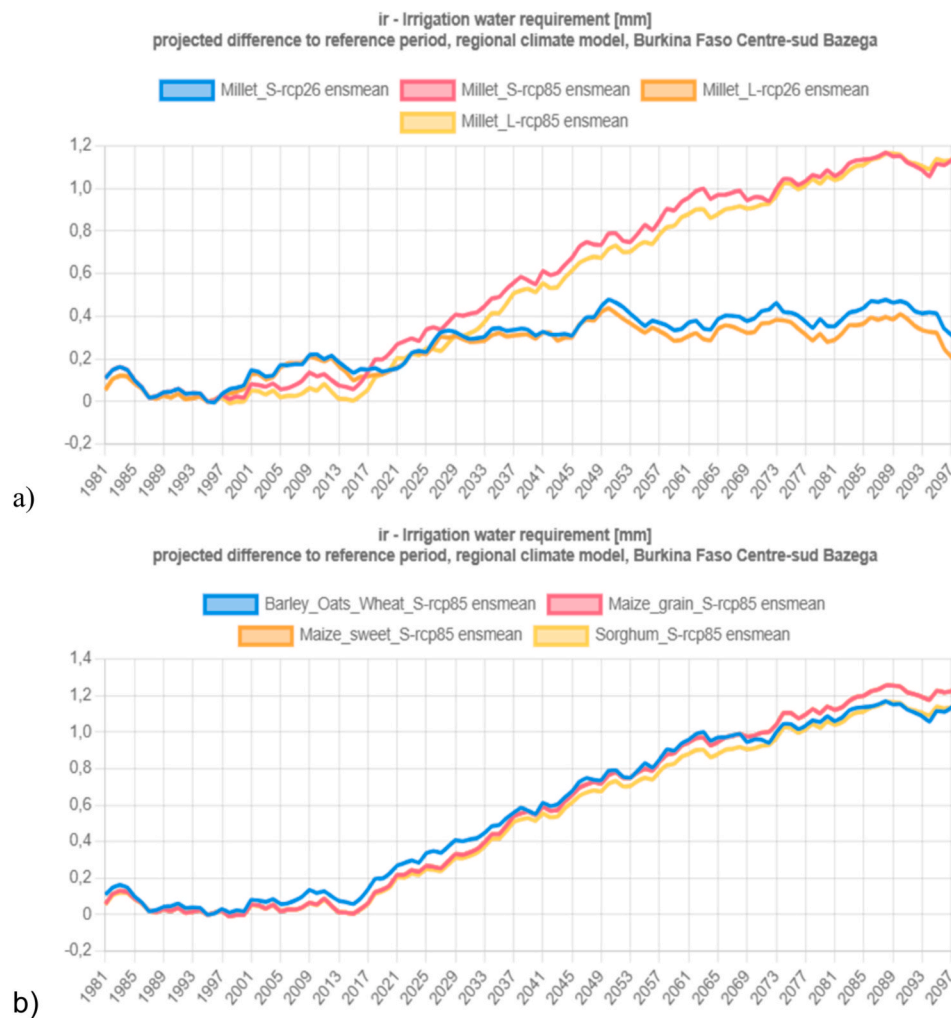 ir - Irrigation water requirement [mm]
projected difference to reference period, regional climate model, Burkina Faso Centre-sud Bazega
Millet_S-rcp26 ensmean Millet_S-rcp85 ensmean Millet_L-rcp26 ensmean
Millet_L-rcp85 ensmean
1,2
1,0
0,8
0,6
0,4
0,2
0
-0,2
1981 1985 1989 1993 1997 2001 2005 2009 2013 2017 2021 2025 2029 2033 2037 2041 2045 2049 2053 2057 2061 2065 2069 2073 2077 2081 2085 2089 2093 2097
a)
ir - Irrigation water requirement [mm]
projected difference to reference period, regional climate model, Burkina Faso Centre-sud Bazega
Barley_Oats_Wheat_S-rcp85 ensmean Maize_grain_S-rcp85 ensmean
Maize_sweet_S-rcp85 ensmean Sorghum_S-rcp85 ensmean
1,4
1,2
1,0
0,8
0,6
0,4
0,2
0
-0,2
1981 1985 1989 1993 1997 2001 2005 2009 2013 2017 2021 2025 2029 2033 2037 2041 2045 2049 2053 2057 2061 2065 2069 2073 2077 2081 2085 2089 2093 2097
b)